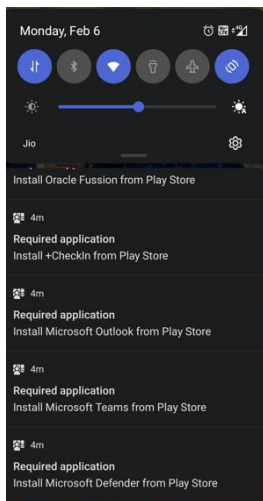 Monday, Feb 6
Jio
Install Oracle Fussion from Play Store
4m
Required application
Install +CheckIn from Play Store
4m
Required application
Install Microsoft Outlook from Play Store
4m
Required application
Install Microsoft Teams from Play Store
4m
Required application
Install Microsoft Defender from Play Store